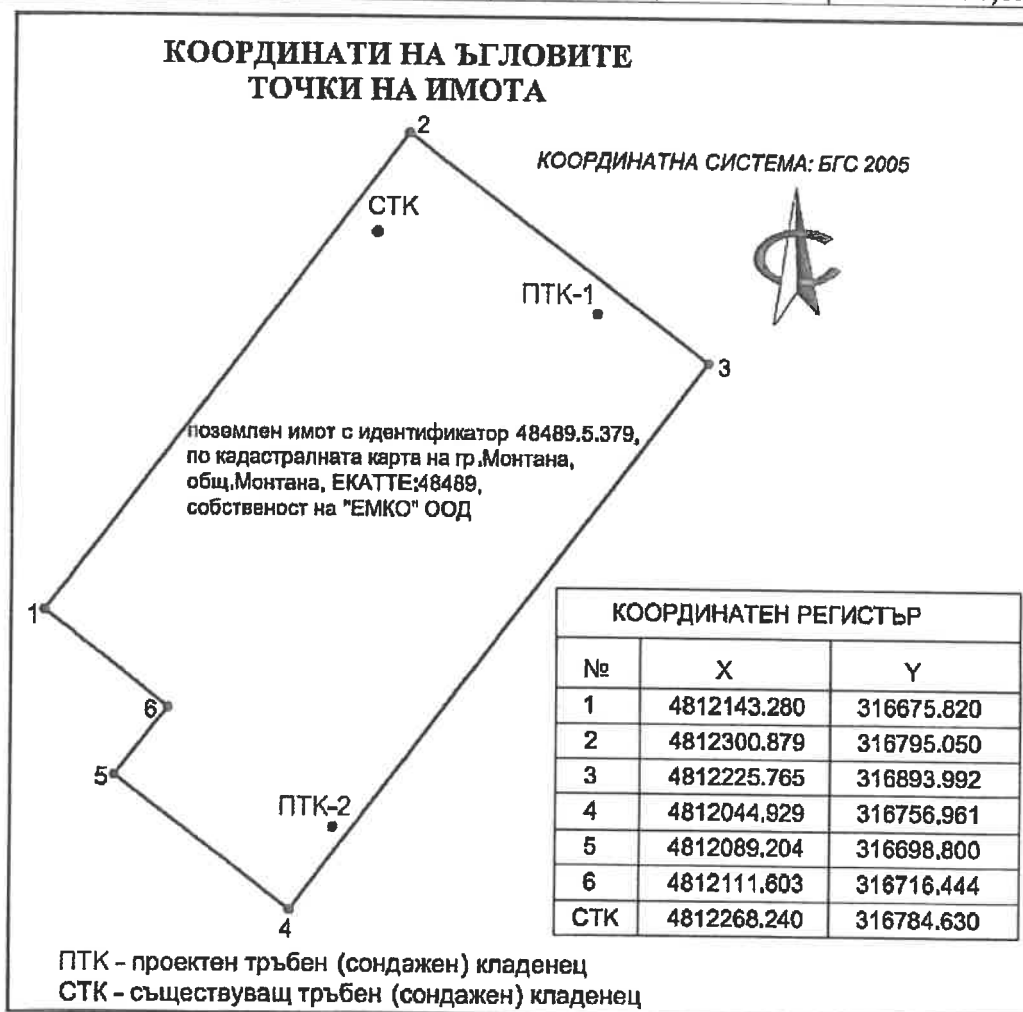 КООРДИНАТИ НА ЪГЛОВИТЕ
ТОЧКИ НА ИМОТА
КООРДИНАТНА СИСТЕМА: БГС 2005
2
СТК
ПТК-1
3
поземлен имот с идентификатор 48489.5.379,
по кадастралната карта на гр.Монтана,
общ.Монтана, ЕКАТТЕ:48489,
собственост на "ЕМКО" ООД
1
6
5
ПТК-2
4
КООРДИНАТЕН РЕГИСТЪР
№ X Y
1 4812143.280 316675.820
2 4812300.879 316795.050
3 4812225.765 316893.992
4 4812044.929 316756.961
5 4812089.204 316698.800
6 4812111.603 316716.444
СТК 4812268.240 316784.630
ПТК – проектен тръбен (сондажен) кладенец
СТК – съществуващ тръбен (сондажен) кладенец